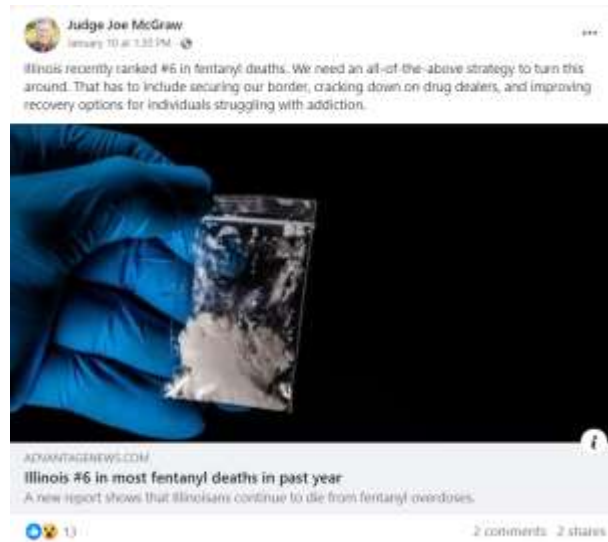 Judge Joe McGraw
January 10 at 1:35 PM
Illinois recently ranked #6 in fentanyl deaths. We need an all-of-the-above strategy to turn this
around. That has to include securing our border, cracking down on drug dealers, and improving
recovery options for individuals struggling with addiction.
i
ADVANTAGENEWS.COM
Illinois #6 in most fentanyl deaths in past year
A new report shows that Illinoisans continue to die from fentanyl overdoses.
13
2 comments 2 shares